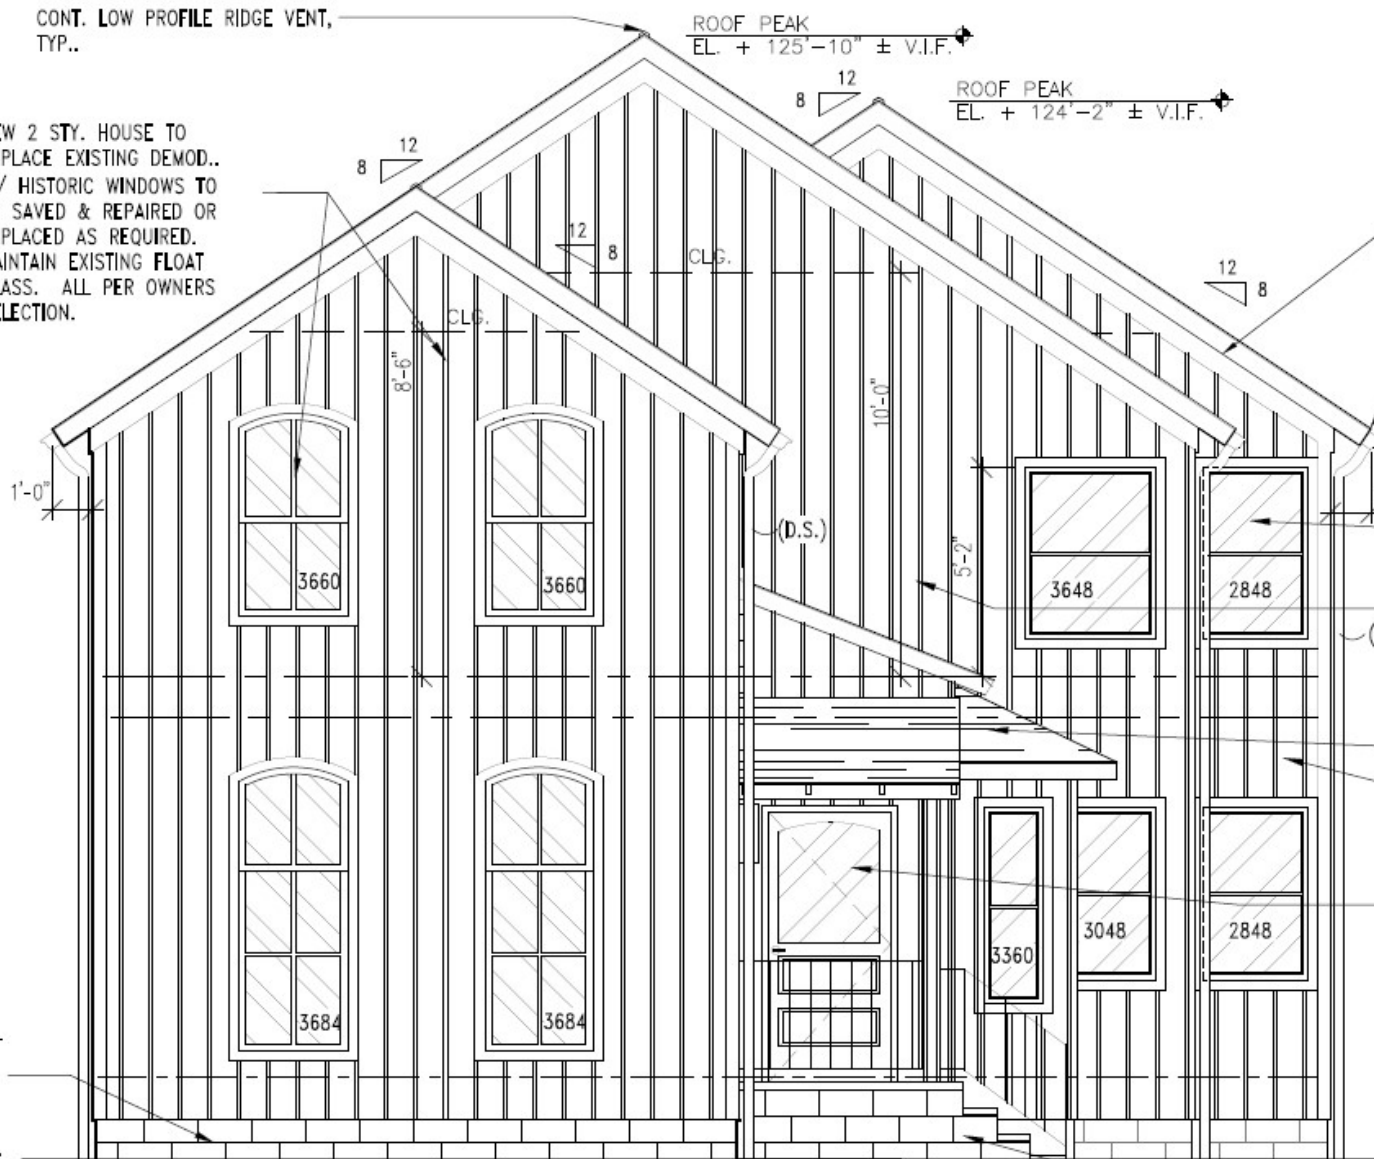 CONT. LOW PROFILE RIDGE VENT,
TYP..
ROOF PEAK
EL. + 125'-10" ± V.I.F.
12
8
ROOF PEAK
EL. + 124'-2" ± V.I.F.
W 2 STY. HOUSE TO
PLACE EXISTING DEMOD..
/ HISTORIC WINDOWS TO
SAVED & REPAIRED OR
PLACED AS REQUIRED.
AINTAIN EXISTING FLOAT
ASS. ALL PER OWNERS
LECTION.
12
8
12
8
CLG.
12
8
CLG.
8'-6"
10'-0"
1'-0"
(D.S.)
5'-2"
3660
3660
3648
2848
(
3684
3684
3360
3048
2848